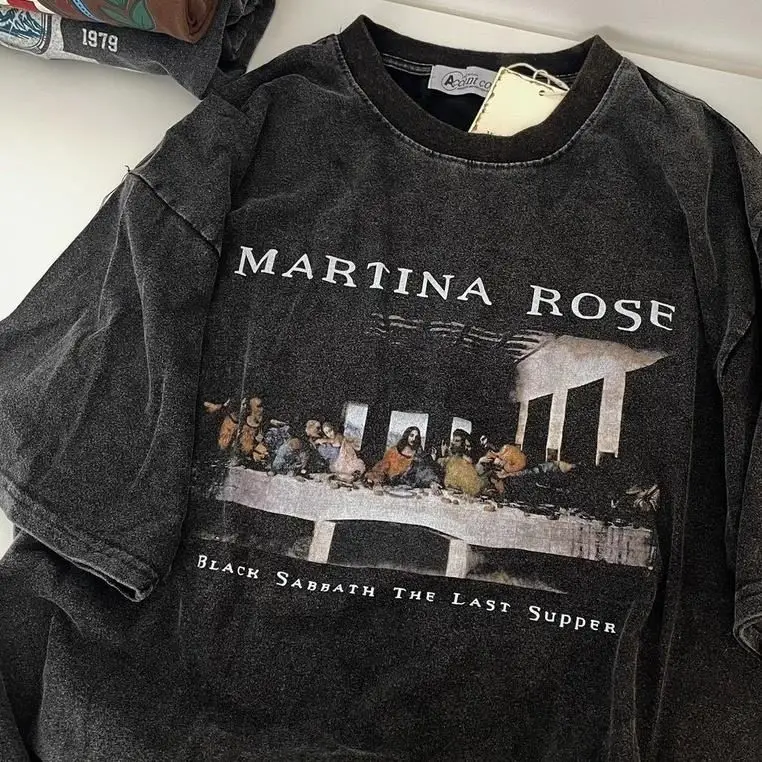 1979
MARTINA ROSE
BLACK SABBATH THE LAST SUPPER